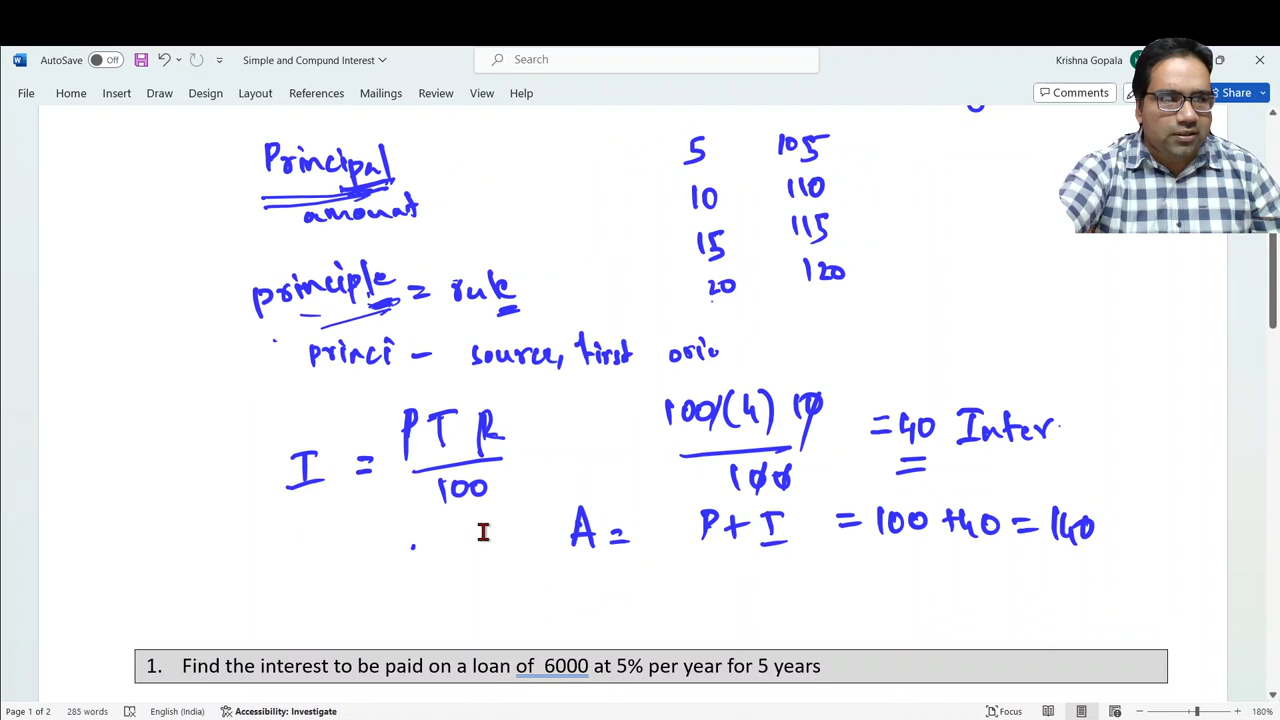 AutoSave Off Simple and Compund Interest Search Krishna Gopala
File Home Insert Draw Design Layout References Mailings Review View Help Comments Share
Principal
amount
5 105
10 110
15 115
20 120
principle = rule
princi - source, first orio
I = PTR/100
100(4)10/100 = 40 Inter
A = P + I = 100 + 40 = 140
1. Find the interest to be paid on a loan of 6000 at 5% per year for 5 years
Page 1 of 2 285 words English (India) Accessibility: Investigate Focus 180%